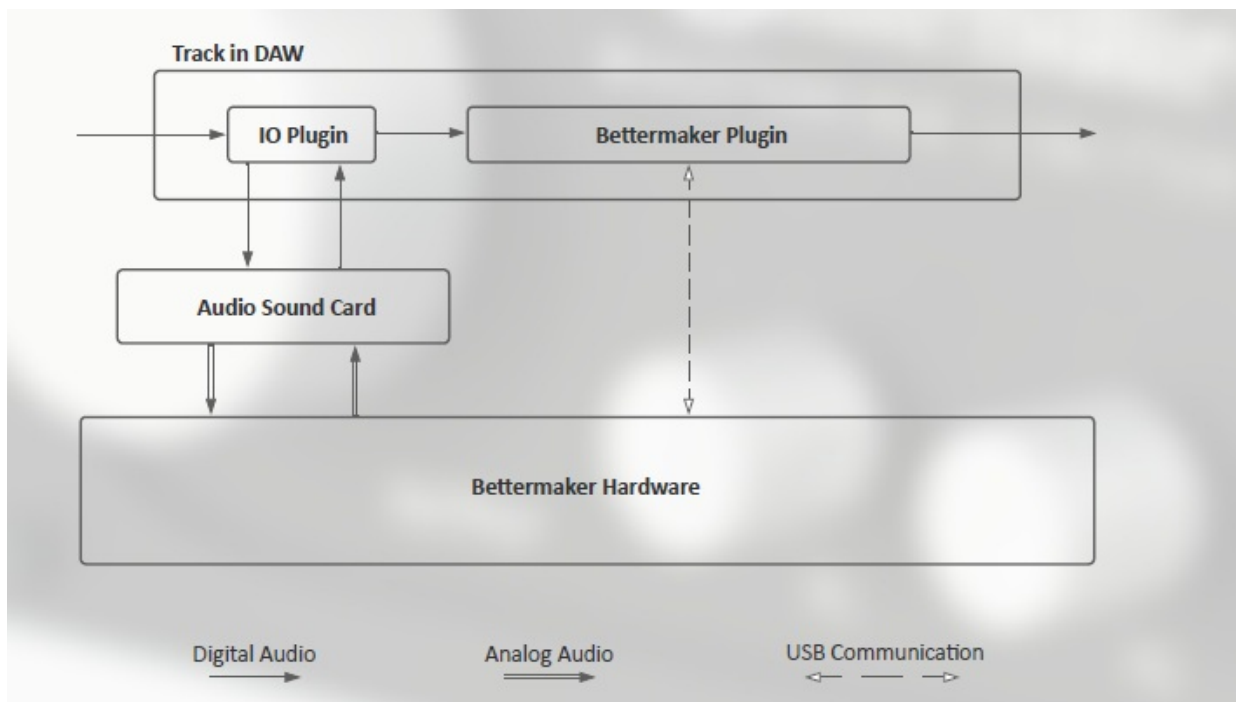 Track in DAW
IO Plugin
Bettermaker Plugin
Audio Sound Card
Bettermaker Hardware
Digital Audio
Analog Audio
USB Communication